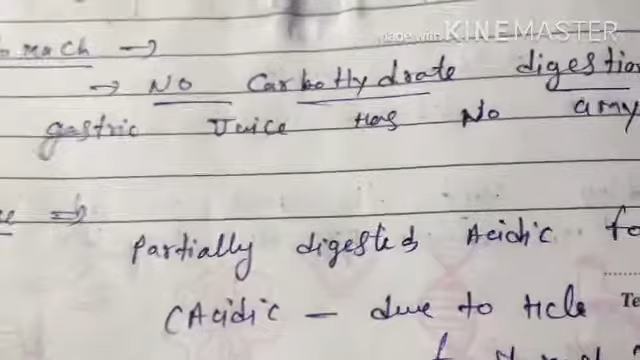 made with KINEMASTER
mach →
→ No Carbohydrate digestion
gastric Juice Has No amy
⇒
Partially digested Acidic fo
(Acidic — due to Hcl
Te